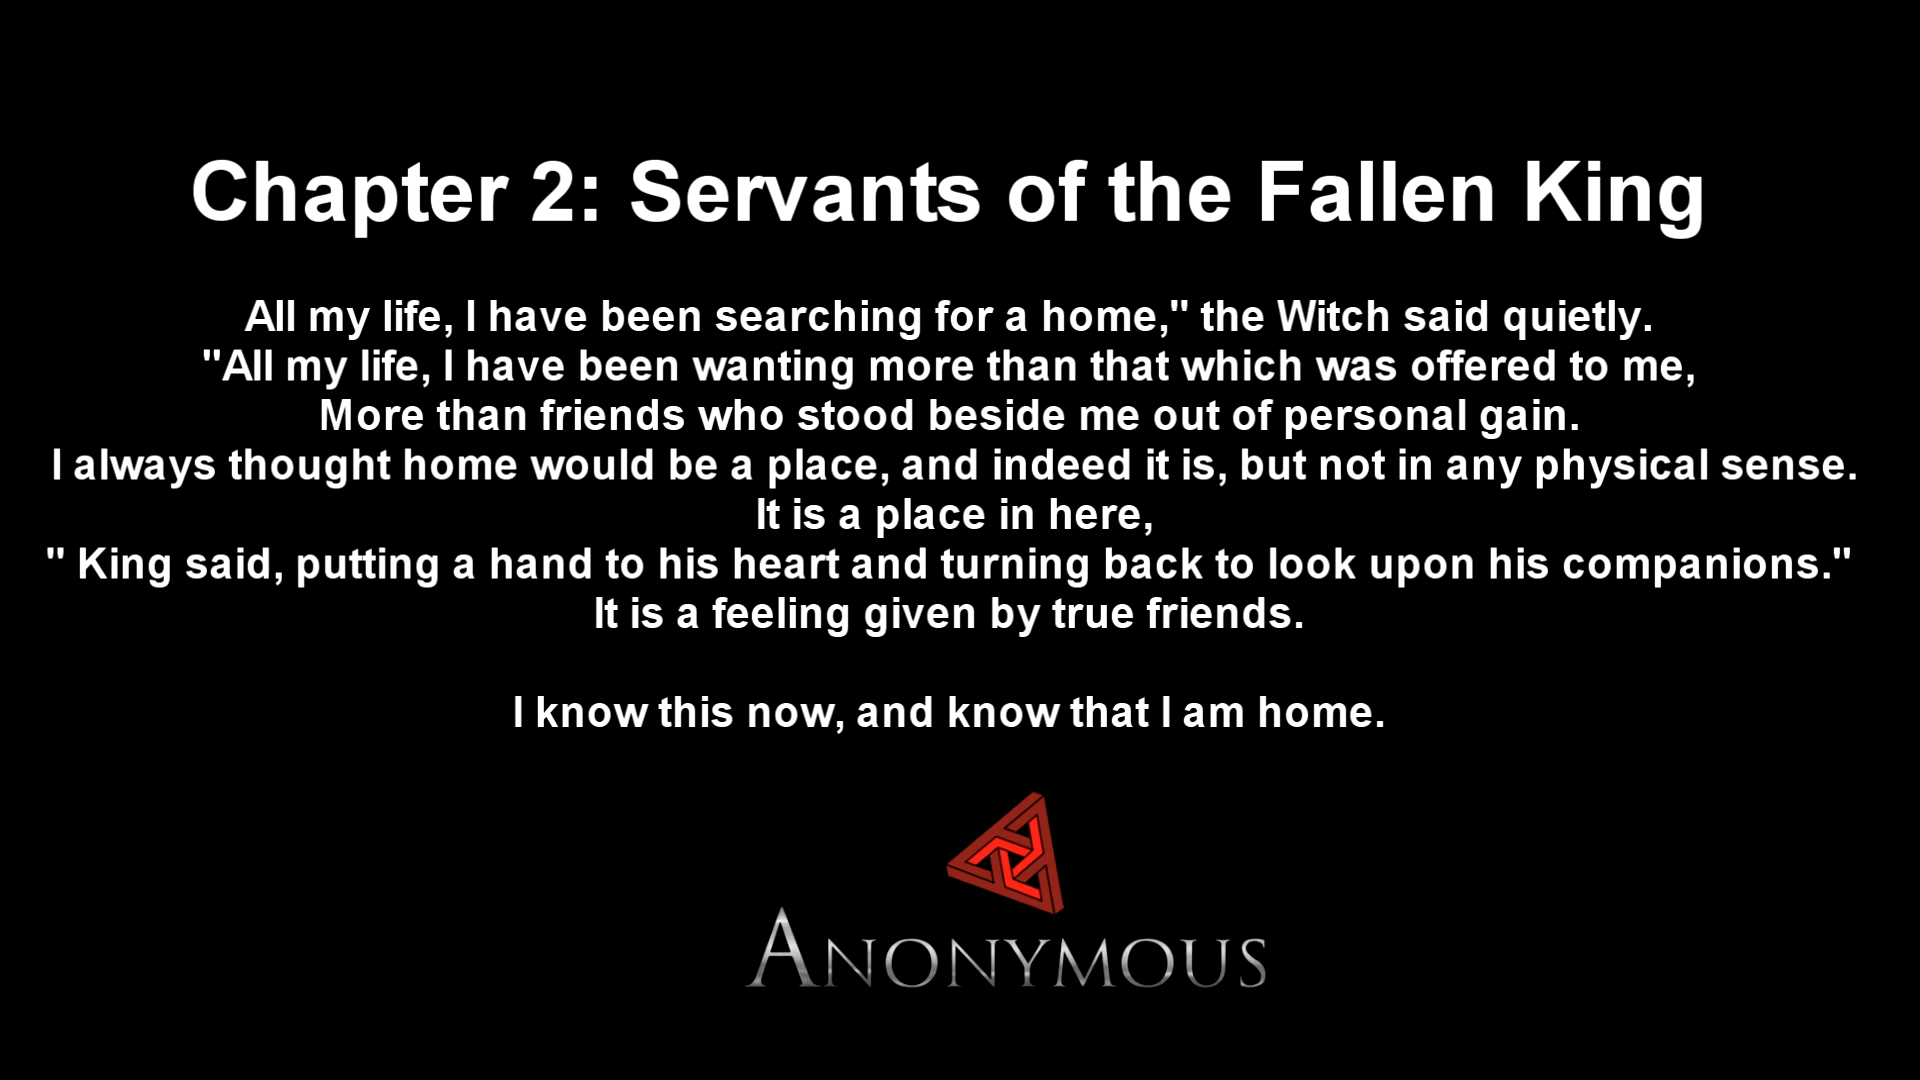 Chapter 2: Servants of the Fallen King
All my life, I have been searching for a home," the Witch said quietly.
"All my life, I have been wanting more than that which was offered to me,
More than friends who stood beside me out of personal gain.
I always thought home would be a place, and indeed it is, but not in any physical sense.
It is a place in here,
" King said, putting a hand to his heart and turning back to look upon his companions."
It is a feeling given by true friends.
I know this now, and know that I am home.
ANONYMOUS